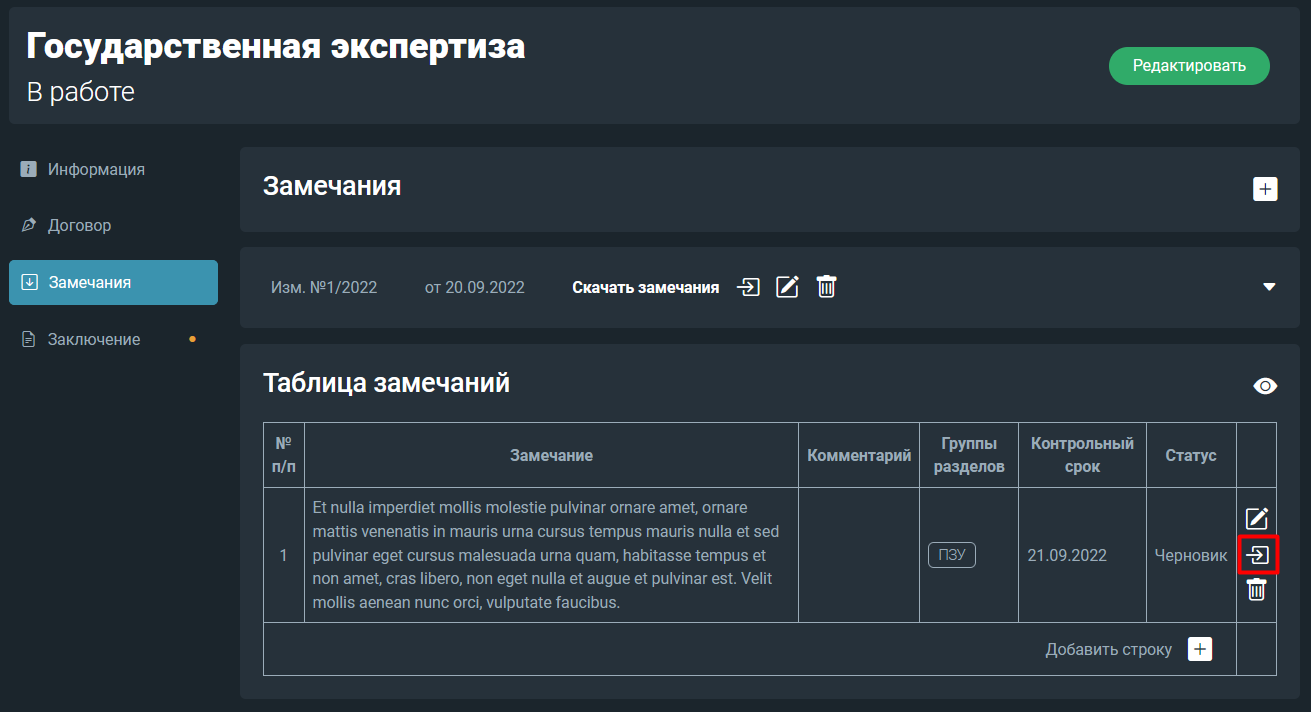 Государственная экспертиза
В работе
Редактировать
Информация
Договор
Замечания
Заключение
Замечания
Изм. №1/2022 от 20.09.2022 Скачать замечания
Таблица замечаний
№ п/п Замечание Комментарий Группы разделов Контрольный срок Статус
1
Et nulla imperdiet mollis molestie pulvinar ornare amet, ornare
mattis venenatis in mauris urna cursus tempus mauris nulla et sed
pulvinar eget cursus malesuada urna quam, habitasse tempus et
non amet, cras libero, non eget nulla et augue et pulvinar est. Velit
mollis aenean nunc orci, vulputate faucibus.
ПЗУ
21.09.2022
Черновик
Добавить строку